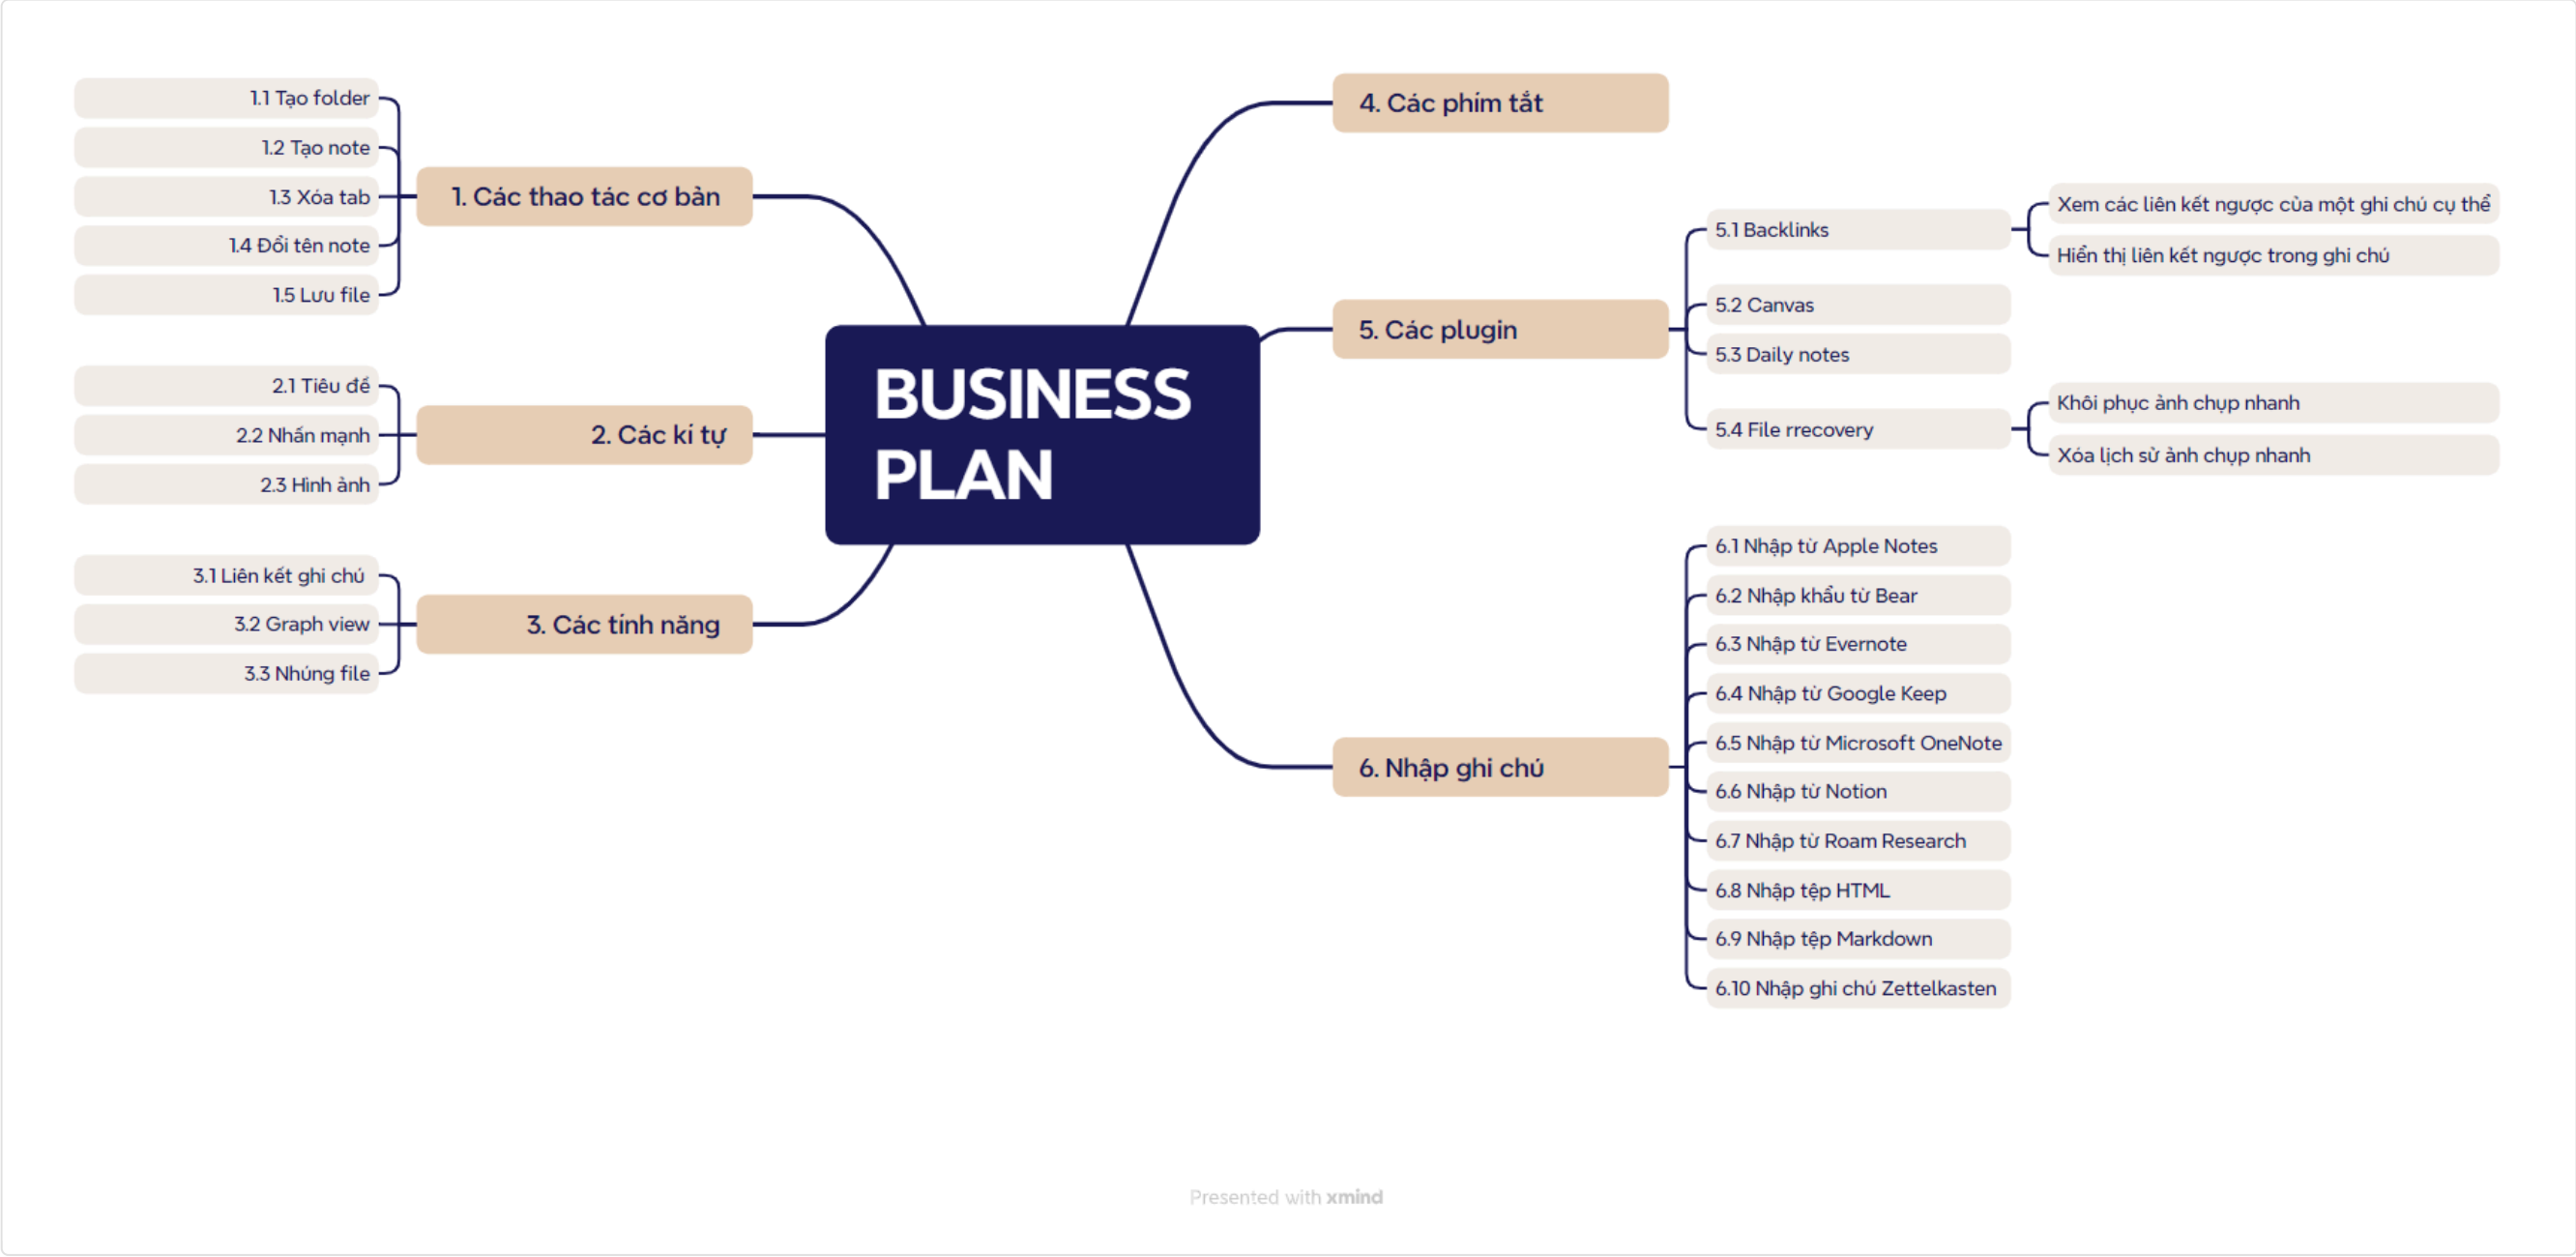 BUSINESS
PLAN
1. Các thao tác cơ bản
1.1 Tạo folder
1.2 Tạo note
1.3 Xóa tab
1.4 Đổi tên note
1.5 Lưu file
2. Các kí tự
2.1 Tiêu đề
2.2 Nhấn mạnh
2.3 Hình ảnh
3. Các tính năng
3.1 Liên kết ghi chú
3.2 Graph view
3.3 Nhúng file
4. Các phím tắt
5. Các plugin
5.1 Backlinks
Xem các liên kết ngược của một ghi chú cụ thể
Hiển thị liên kết ngược trong ghi chú
5.2 Canvas
5.3 Daily notes
5.4 File rrecovery
Khôi phục ảnh chụp nhanh
Xóa lịch sử ảnh chụp nhanh
6. Nhập ghi chú
6.1 Nhập từ Apple Notes
6.2 Nhập khẩu từ Bear
6.3 Nhập từ Evernote
6.4 Nhập từ Google Keep
6.5 Nhập từ Microsoft OneNote
6.6 Nhập từ Notion
6.7 Nhập từ Roam Research
6.8 Nhập tệp HTML
6.9 Nhập tệp Markdown
6.10 Nhập ghi chú Zettelkasten
Presented with xmind